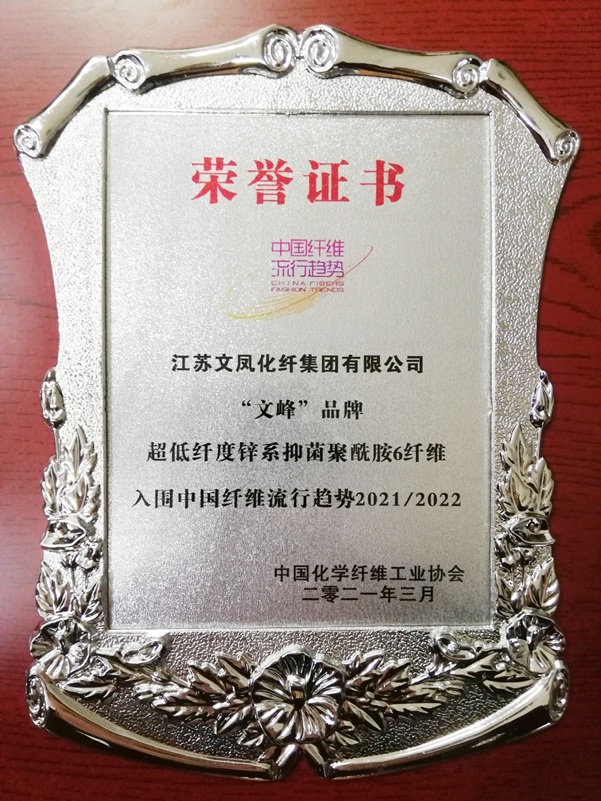 荣誉证书
中国纤维
流行趋势
CHINA FIBERS
FASHION TRENDS
江苏文凤化纤集团有限公司
“文峰”品牌
超低纤度锌系抑菌聚酰胺6纤维
入围中国纤维流行趋势2021/2022
中国化学纤维工业协会
二零二一年三月